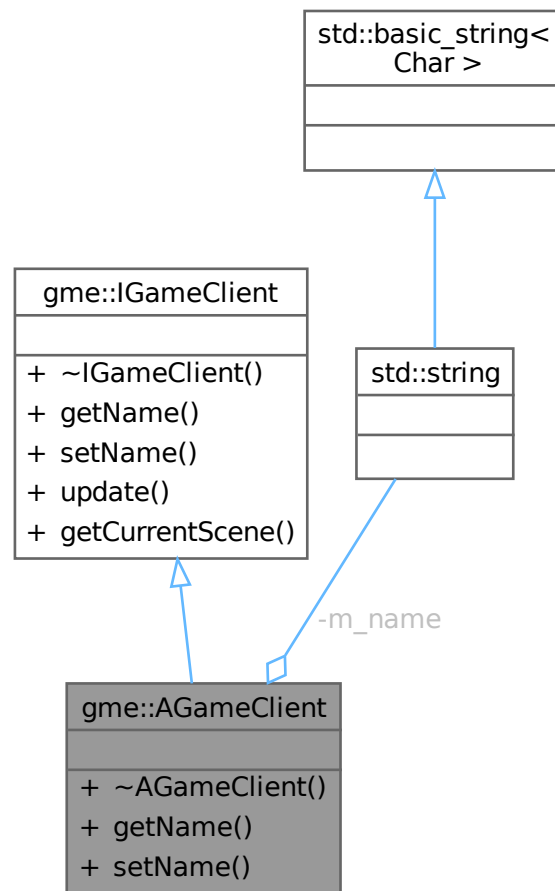 std::basic_string<
Char >
gme::IGameClient
+ ~IGameClient()
+ getName()
+ setName()
+ update()
+ getCurrentScene()
std::string
-m_name
gme::AGameClient
+ ~AGameClient()
+ getName()
+ setName()